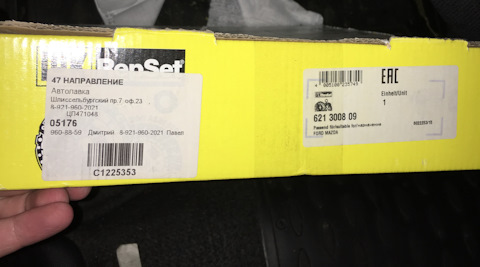 RepSet
47 НАПРАВЛЕНИЕ
Автолавка
Шлиссельбургский пр.7 оф.23
8-921-960-2021
ЦП471048
05176
960-88-59 Дмитрий 8-921-960-2021 Павел
C1225353
EAC
Einheit/Unit
1
621 3008 09
FORD MAZDA